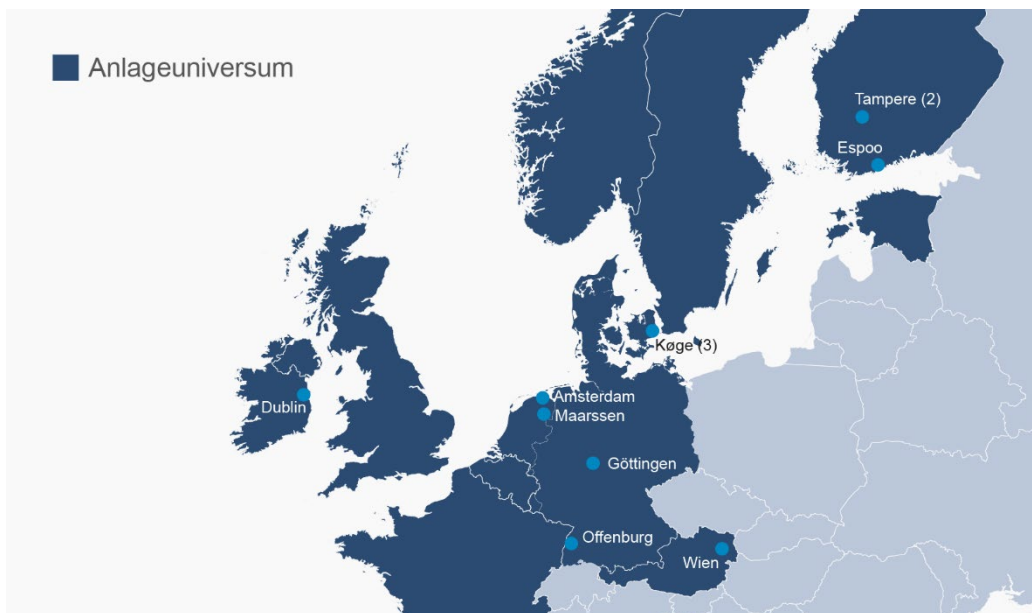 Anlageuniversum
Tampere (2)
Espoo
Køge (3)
Dublin
Amsterdam
Maarssen
Göttingen
Offenburg
Wien